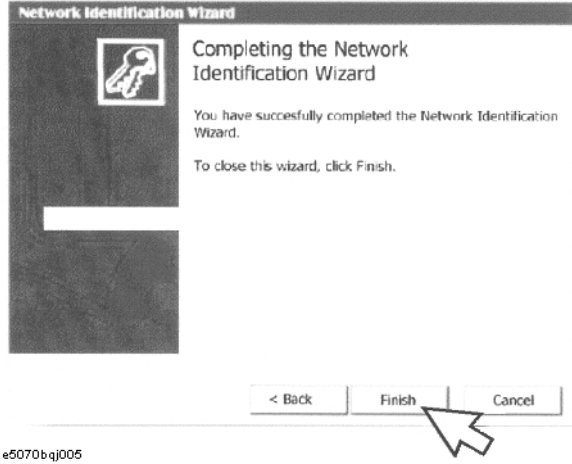 Network Identification Wizard
Completing the Network
Identification Wizard
You have succesfully completed the Network Identification
Wizard.
To close this wizard, click Finish.
< Back
Finish
Cancel
e5070bqj005